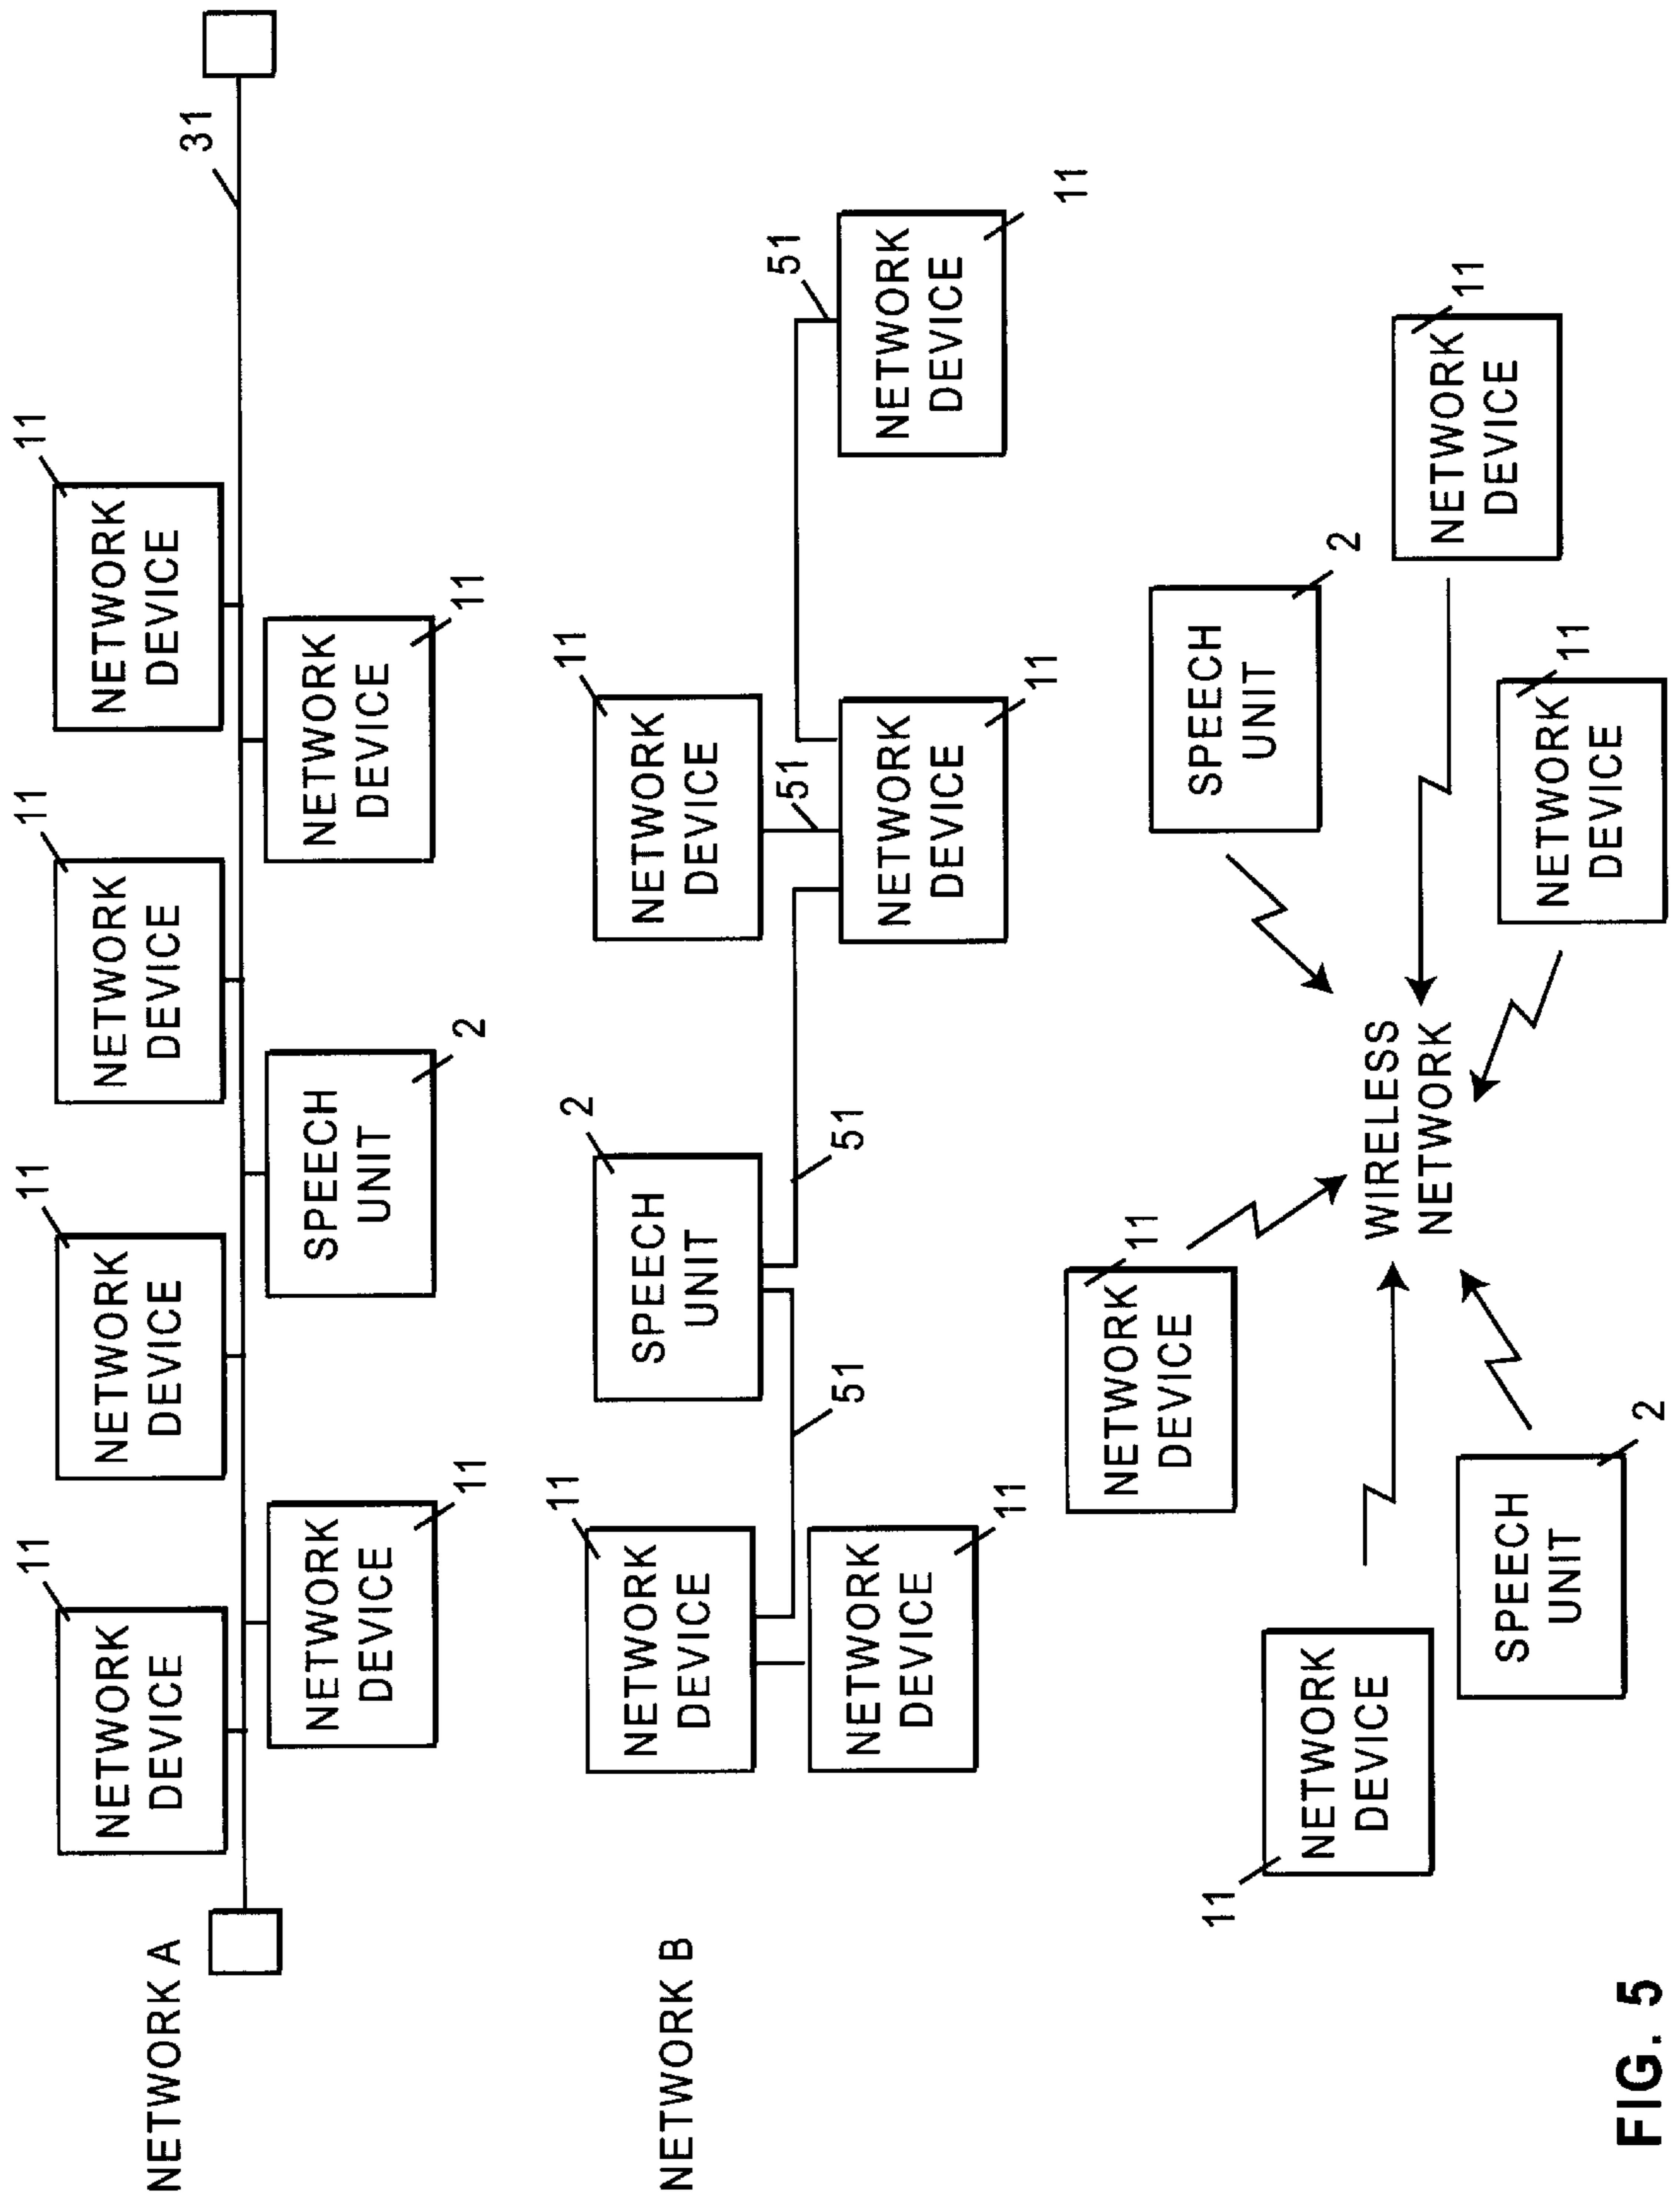 NETWORK A
11
11
11
11
31
NETWORK
DEVICE
NETWORK
DEVICE
NETWORK
DEVICE
NETWORK
DEVICE
NETWORK
DEVICE
SPEECH
UNIT
NETWORK
DEVICE
11
2
11
NETWORK B
11
2
11
NETWORK
DEVICE
SPEECH
UNIT
NETWORK
DEVICE
51
51
51
51
NETWORK
DEVICE
NETWORK
DEVICE
NETWORK
DEVICE
11
11
11
11
NETWORK
DEVICE
SPEECH
UNIT
2
11
NETWORK
DEVICE
WIRELESS
NETWORK
NETWORK
DEVICE
11
SPEECH
UNIT
2
NETWORK
DEVICE
11
FIG. 5